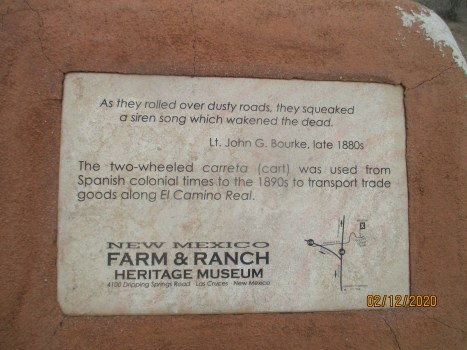 As they rolled over dusty roads, they squeaked
a siren song which wakened the dead.
Lt. John G. Bourke, late 1880s
The two-wheeled carreta (cart) was used from
Spanish colonial times to the 1890s to transport trade
goods along El Camino Real.
NEW MEXICO
FARM & RANCH
HERITAGE MUSEUM
4100 Dripping Springs Road · Las Cruces · New Mexico
02/12/2020